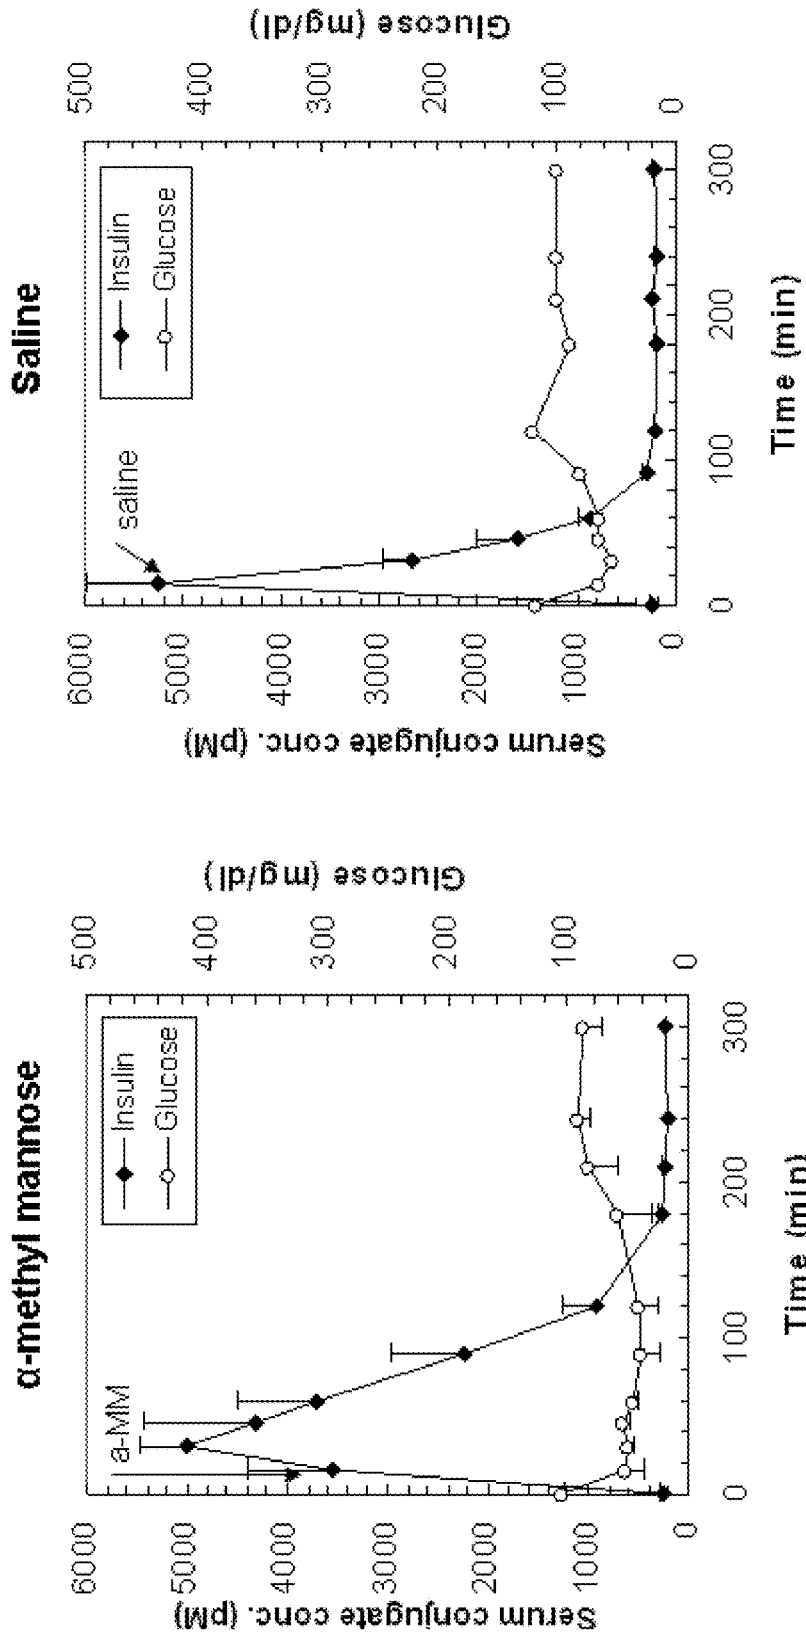 α-methyl mannose
6000
5000
4000
3000
2000
1000
0
Serum conjugate conc. (pM)
a-MM
Insulin
Glucose
500
400
300
200
100
0
Glucose (mg/dl)
0
100
200
300
Time (min)
Saline
6000
5000
4000
3000
2000
1000
0
Serum conjugate conc. (pM)
saline
Insulin
Glucose
500
400
300
200
100
0
Glucose (mg/dl)
0
100
200
300
Time (min)